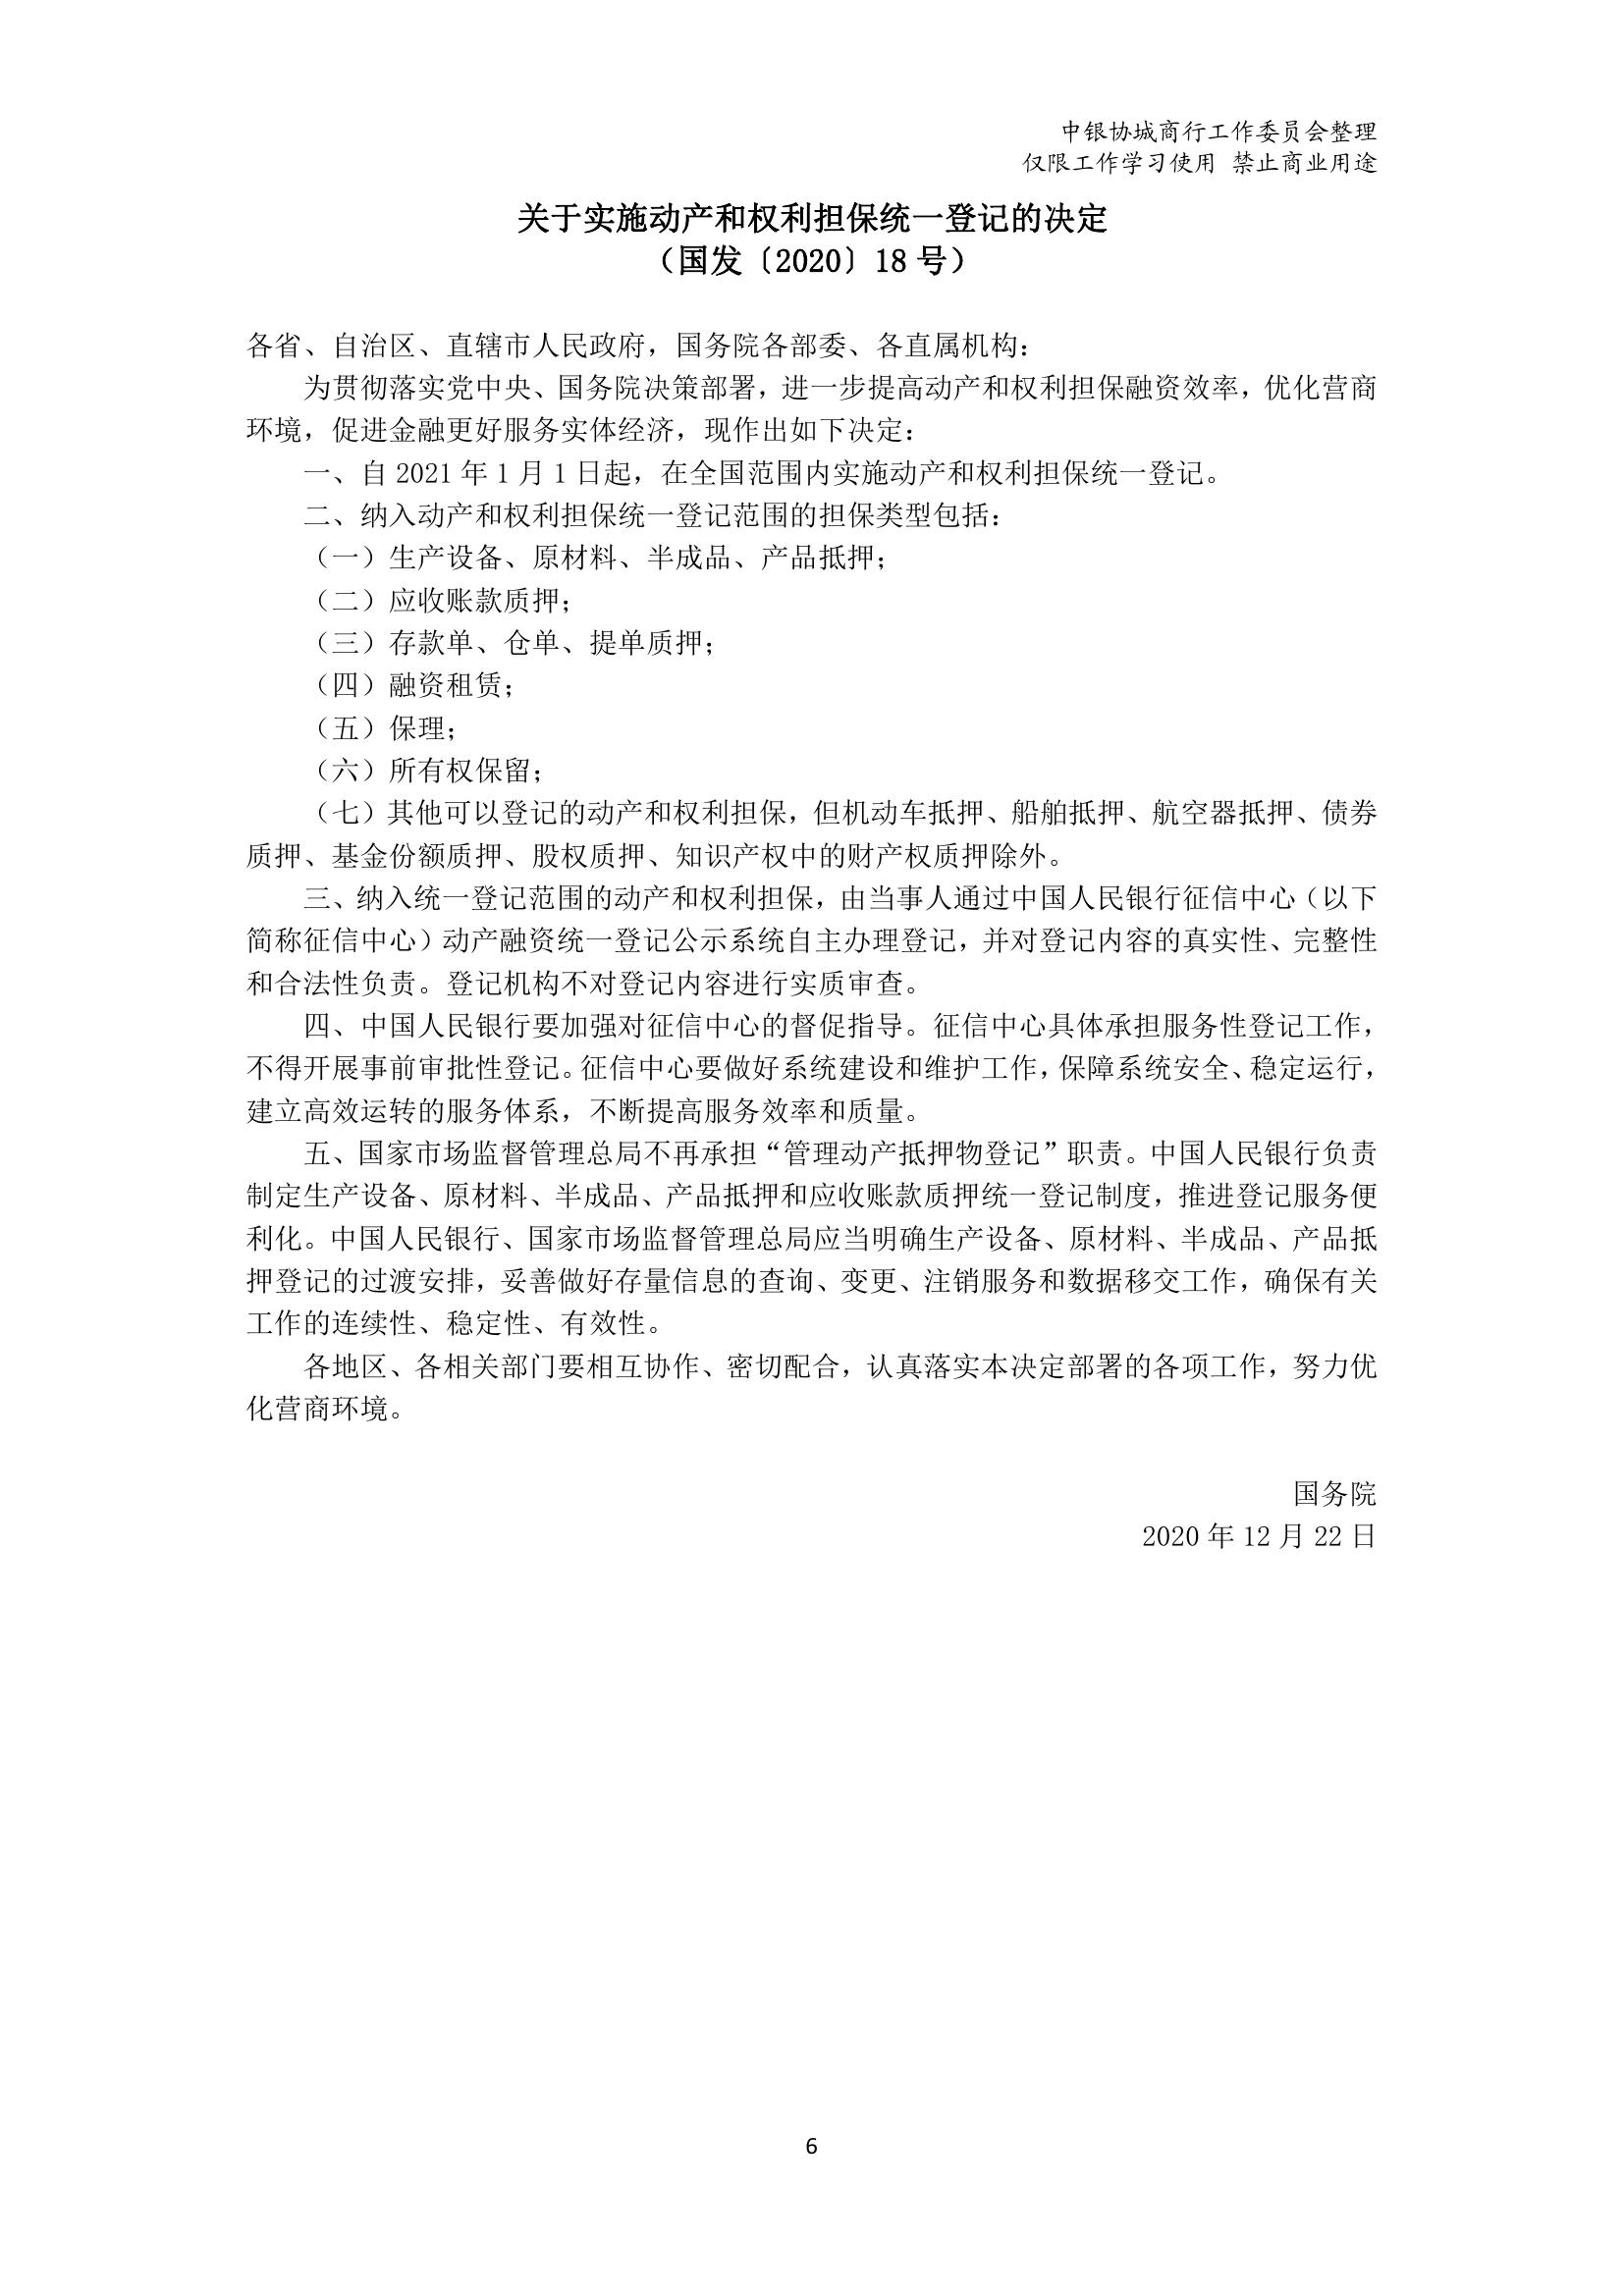 中银协城商行工作委员会整理
仅限工作学习使用 禁止商业用途
关于实施动产和权利担保统一登记的决定
（国发〔2020〕18 号）
各省、自治区、直辖市人民政府，国务院各部委、各直属机构：
为贯彻落实党中央、国务院决策部署，进一步提高动产和权利担保融资效率，优化营商
环境，促进金融更好服务实体经济，现作出如下决定：
一、自 2021 年 1 月 1 日起，在全国范围内实施动产和权利担保统一登记。
二、纳入动产和权利担保统一登记范围的担保类型包括：
（一）生产设备、原材料、半成品、产品抵押；
（二）应收账款质押；
（三）存款单、仓单、提单质押；
（四）融资租赁；
（五）保理；
（六）所有权保留；
（七）其他可以登记的动产和权利担保，但机动车抵押、船舶抵押、航空器抵押、债券
质押、基金份额质押、股权质押、知识产权中的财产权质押除外。
三、纳入统一登记范围的动产和权利担保，由当事人通过中国人民银行征信中心（以下
简称征信中心）动产融资统一登记公示系统自主办理登记，并对登记内容的真实性、完整性
和合法性负责。登记机构不对登记内容进行实质审查。
四、中国人民银行要加强对征信中心的督促指导。征信中心具体承担服务性登记工作，
不得开展事前审批性登记。征信中心要做好系统建设和维护工作，保障系统安全、稳定运行，
建立高效运转的服务体系，不断提高服务效率和质量。
五、国家市场监督管理总局不再承担“管理动产抵押物登记”职责。中国人民银行负责
制定生产设备、原材料、半成品、产品抵押和应收账款质押统一登记制度，推进登记服务便
利化。中国人民银行、国家市场监督管理总局应当明确生产设备、原材料、半成品、产品抵
押登记的过渡安排，妥善做好存量信息的查询、变更、注销服务和数据移交工作，确保有关
工作的连续性、稳定性、有效性。
各地区、各相关部门要相互协作、密切配合，认真落实本决定部署的各项工作，努力优
化营商环境。
国务院
2020 年 12 月 22 日
6